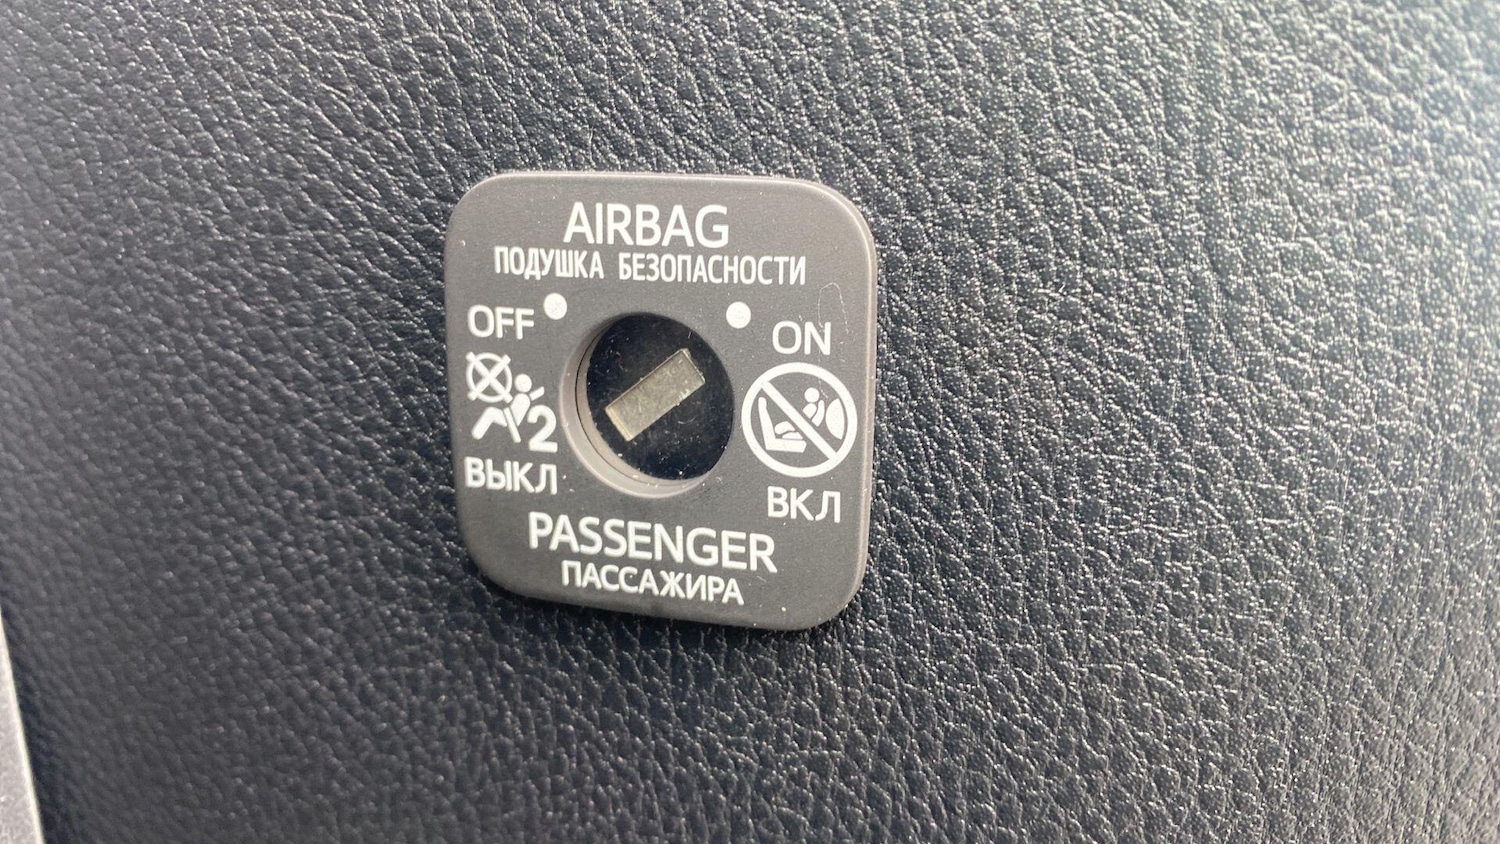 AIRBAG
ПОДУШКА БЕЗОПАСНОСТИ
OFF
ON
2
ВЫКЛ
ВКЛ
PASSENGER
ПАССАЖИРА